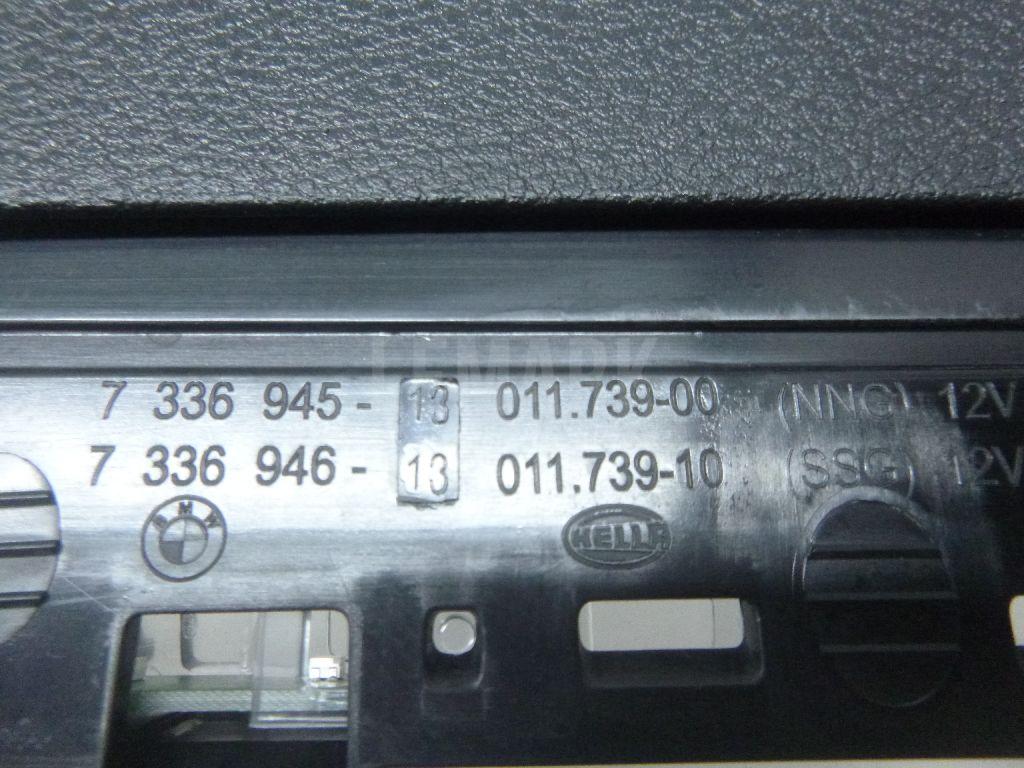 LEMARK
7 336 945- 13 011.739-00 (NNG) 12V
7 336 946- 13 011.739-10 (SSG) 12V
BMW
HELLA